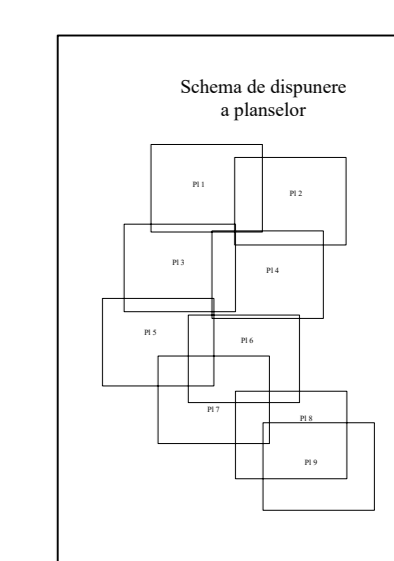 Schema de dispunere
a planselor
Pl 1
Pl 2
Pl 3
Pl 4
Pl 5
Pl 6
Pl 7
Pl 8
Pl 9